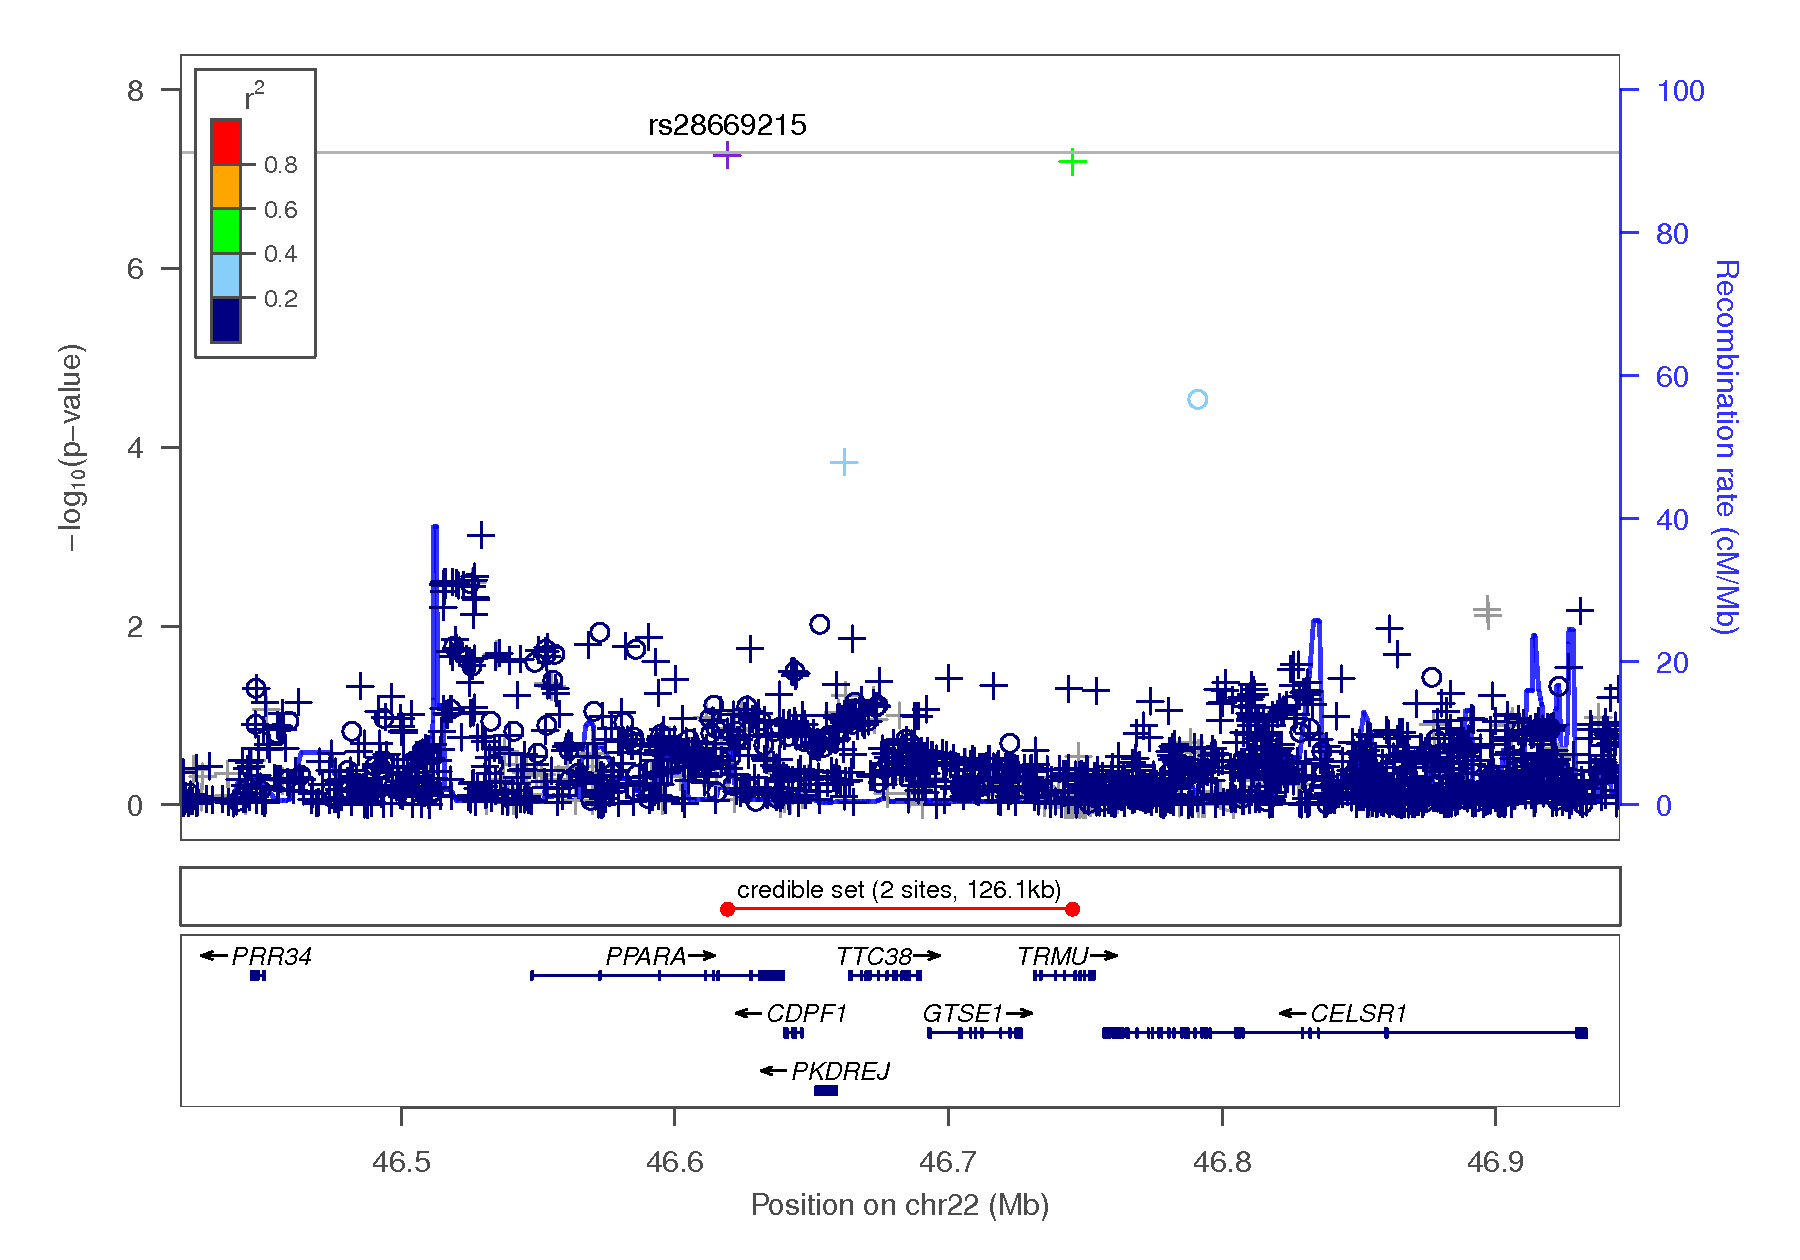 rs28669215
r2
0.8
0.6
0.4
0.2
8
6
4
2
0
−log10(p−value)
100
80
60
40
20
0
Recombination rate (cM/Mb)
credible set (2 sites, 126.1kb)
←PRR34
PPARA→
TTC38→
TRMU→
←CDPF1
GTSE1→
←CELSR1
←PKDREJ
46.5
46.6
46.7
46.8
46.9
Position on chr22 (Mb)